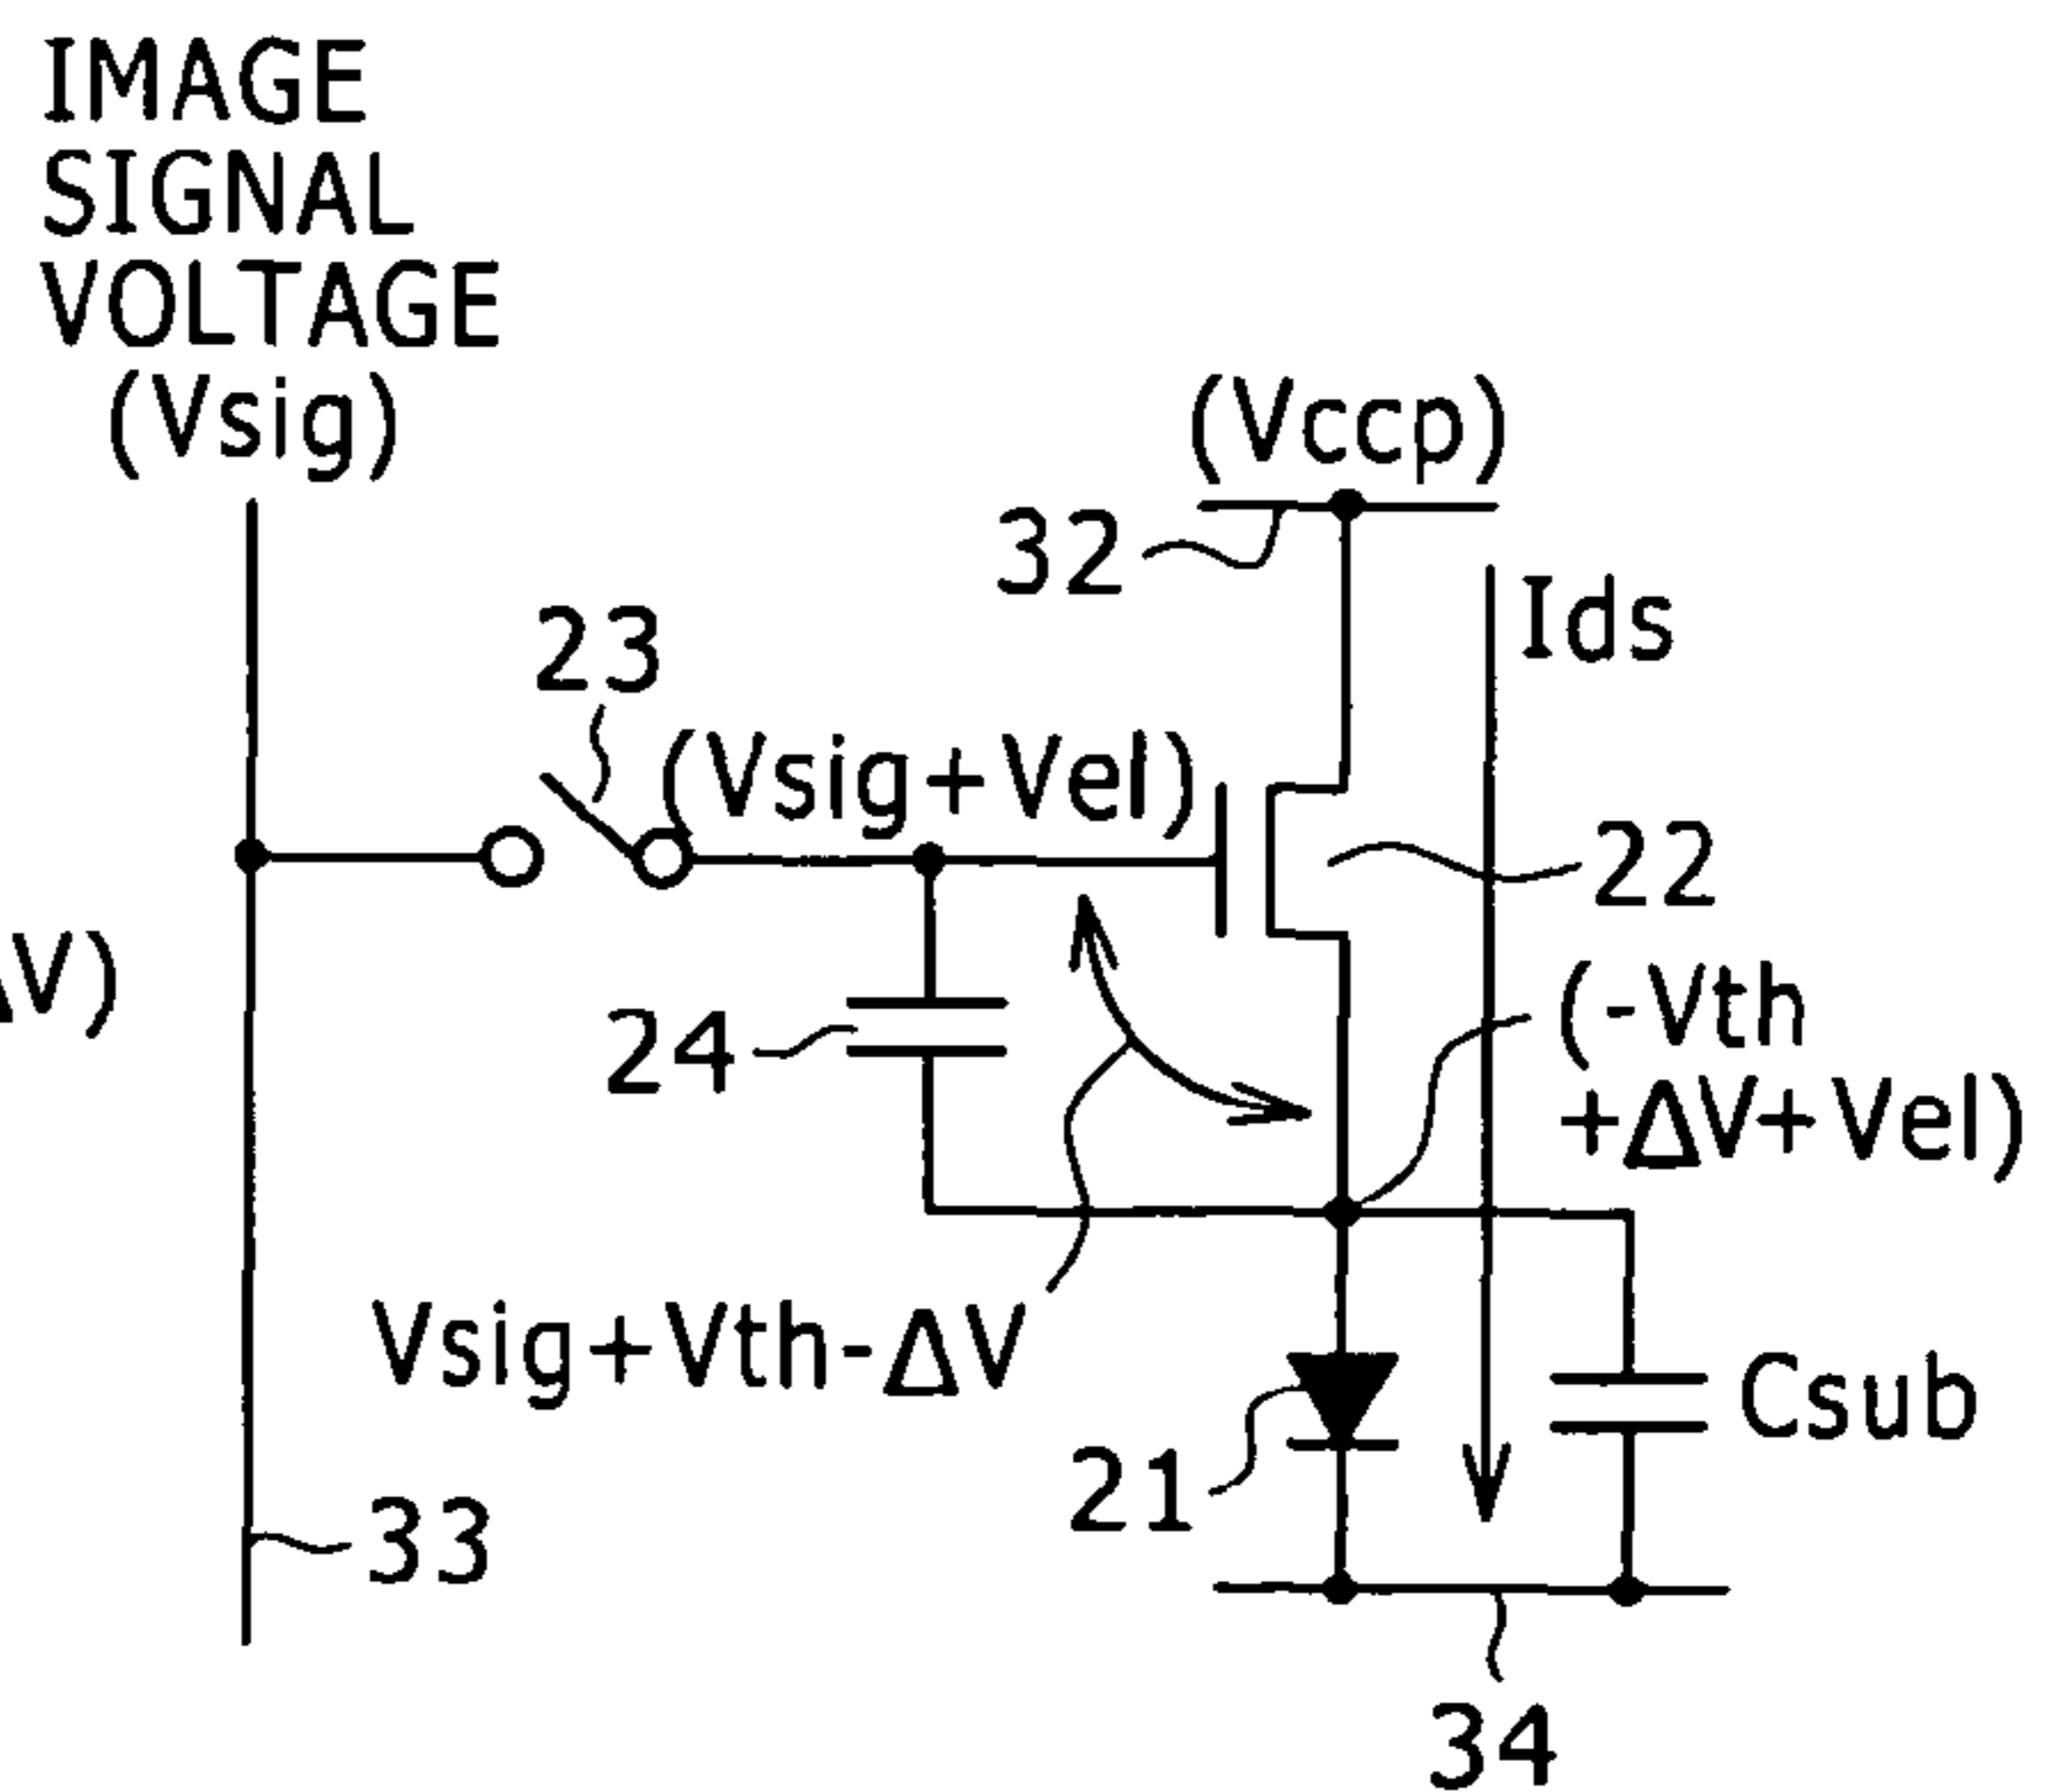 IMAGE
SIGNAL
VOLTAGE
(Vsig)
(Vccp)
32
Ids
23
(Vsig+Vel)
22
ΔV)
24
(-Vth
+ΔV+Vel)
Vsig+Vth-ΔV
21
Csub
33
34